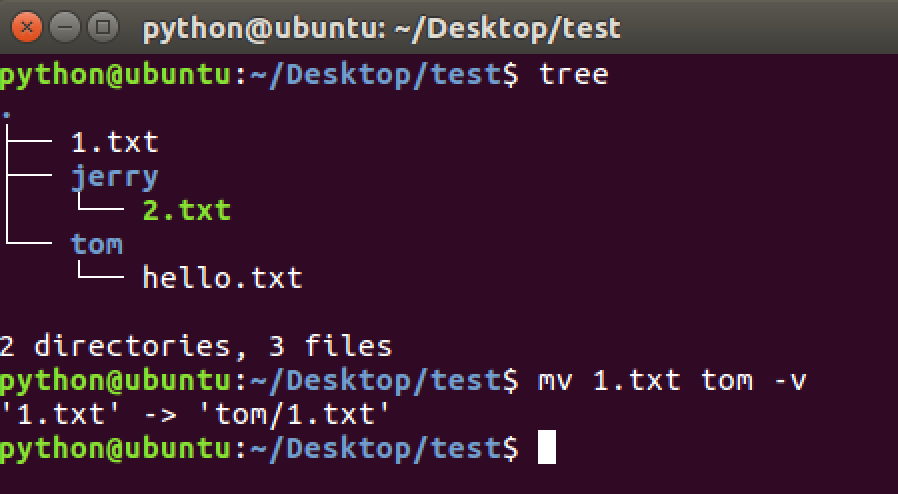 python@ubuntu: ~/Desktop/test
python@ubuntu:~/Desktop/test$ tree
.
├── 1.txt
├── jerry
│   └── 2.txt
└── tom
    └── hello.txt
2 directories, 3 files
python@ubuntu:~/Desktop/test$ mv 1.txt tom -v
'1.txt' -> 'tom/1.txt'
python@ubuntu:~/Desktop/test$